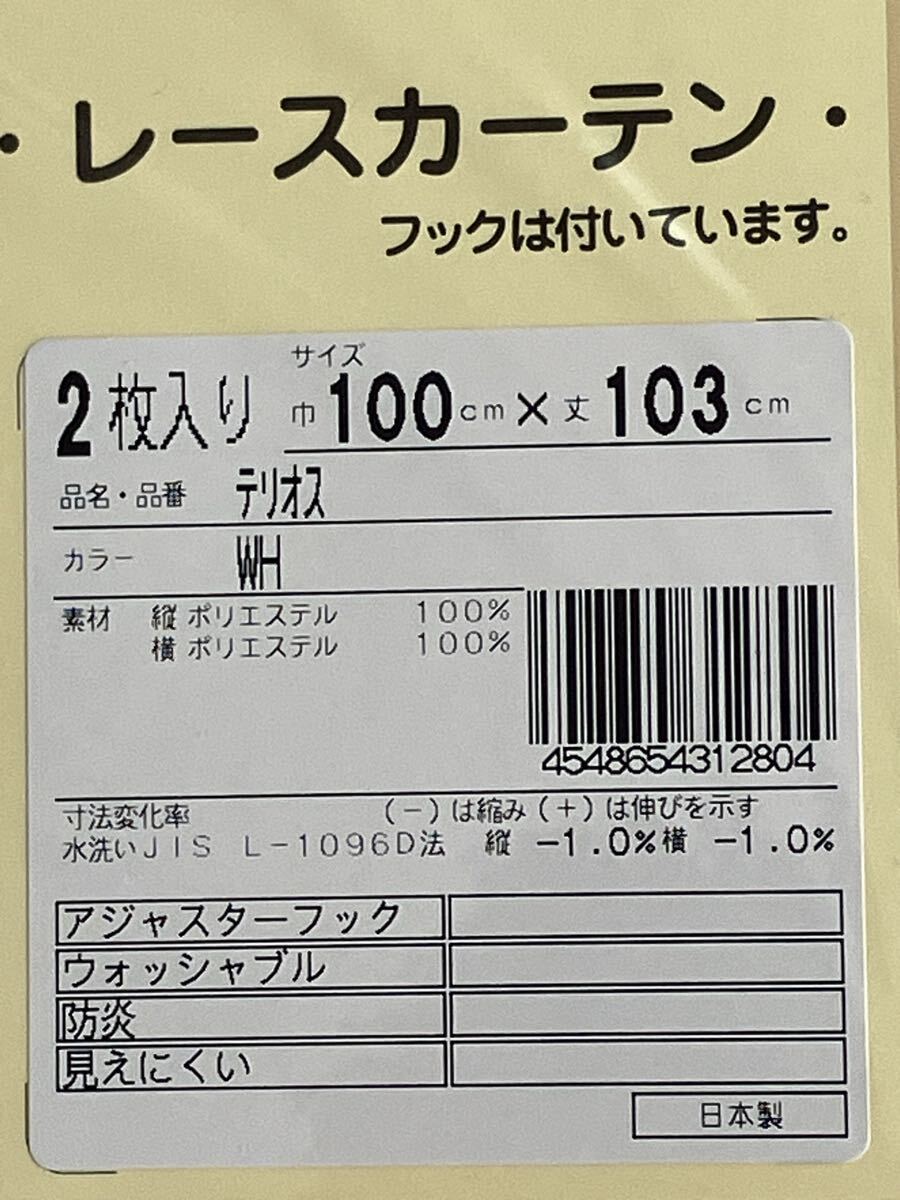 ・レースカーテン・
フックは付いています。
2枚入り サイズ 巾100cm×丈103cm
品名・品番 テリオス
カラー WH
素材 縦 ポリエステル 100%
横 ポリエステル 100%
4548654312804
寸法変化率 (-)は縮み(+)は伸びを示す
水洗いJIS L-1096D法 縦 -1.0%横 -1.0%
アジャスターフック
ウォッシャブル
防炎
見えにくい
日本製